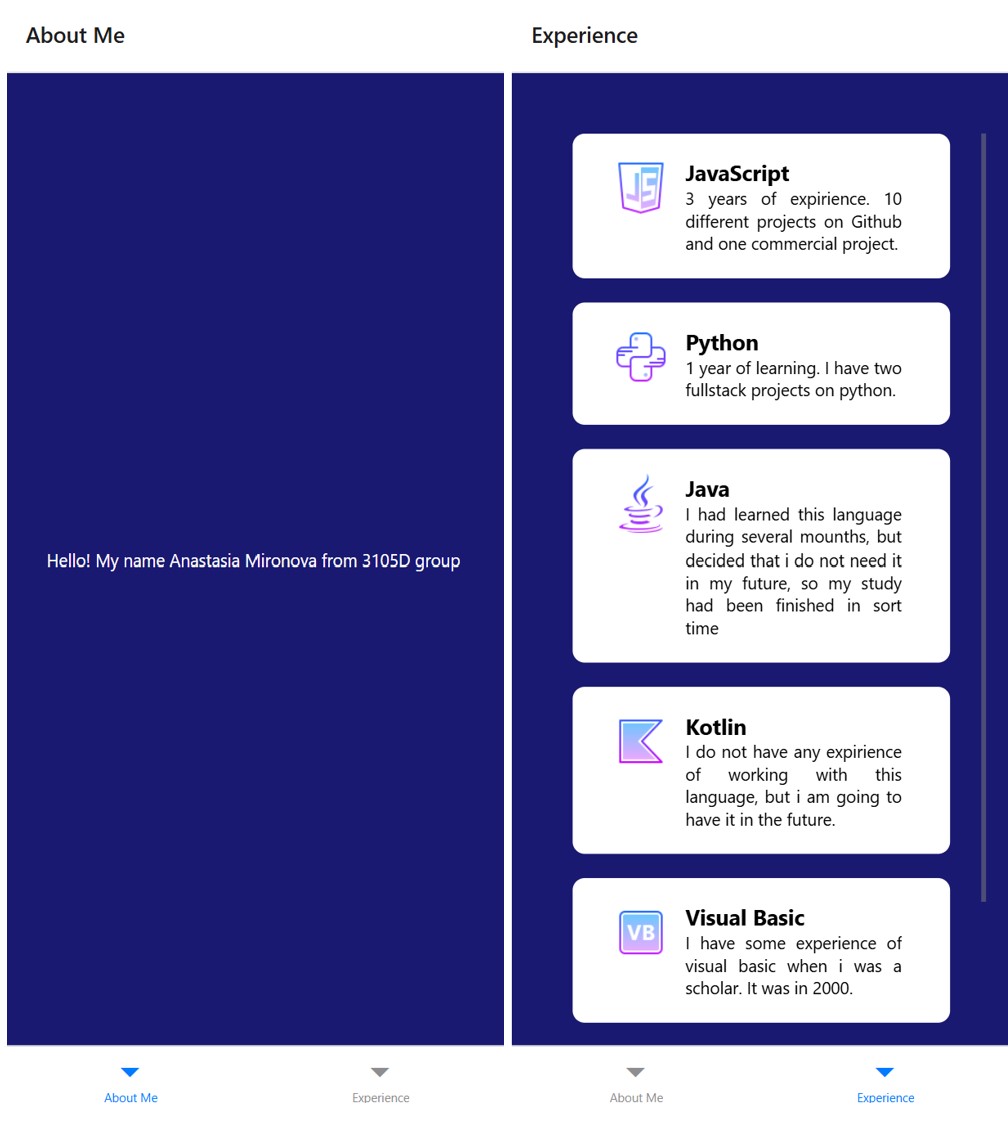 About Me
Hello! My name Anastasia Mironova from 3105D group
About Me
Experience
Experience
JS
JavaScript
3 years of expirience. 10
different projects on Github
and one commercial project.
Python
1 year of learning. I have two
fullstack projects on python.
Java
I had learned this language
during several mounths, but
decided that i do not need it
in my future, so my study
had been finished in sort
time
Kotlin
I do not have any expirience
of working with this
language, but i am going to
have it in the future.
VB
Visual Basic
I have some experience of
visual basic when i was a
scholar. It was in 2000.
About Me
Experience